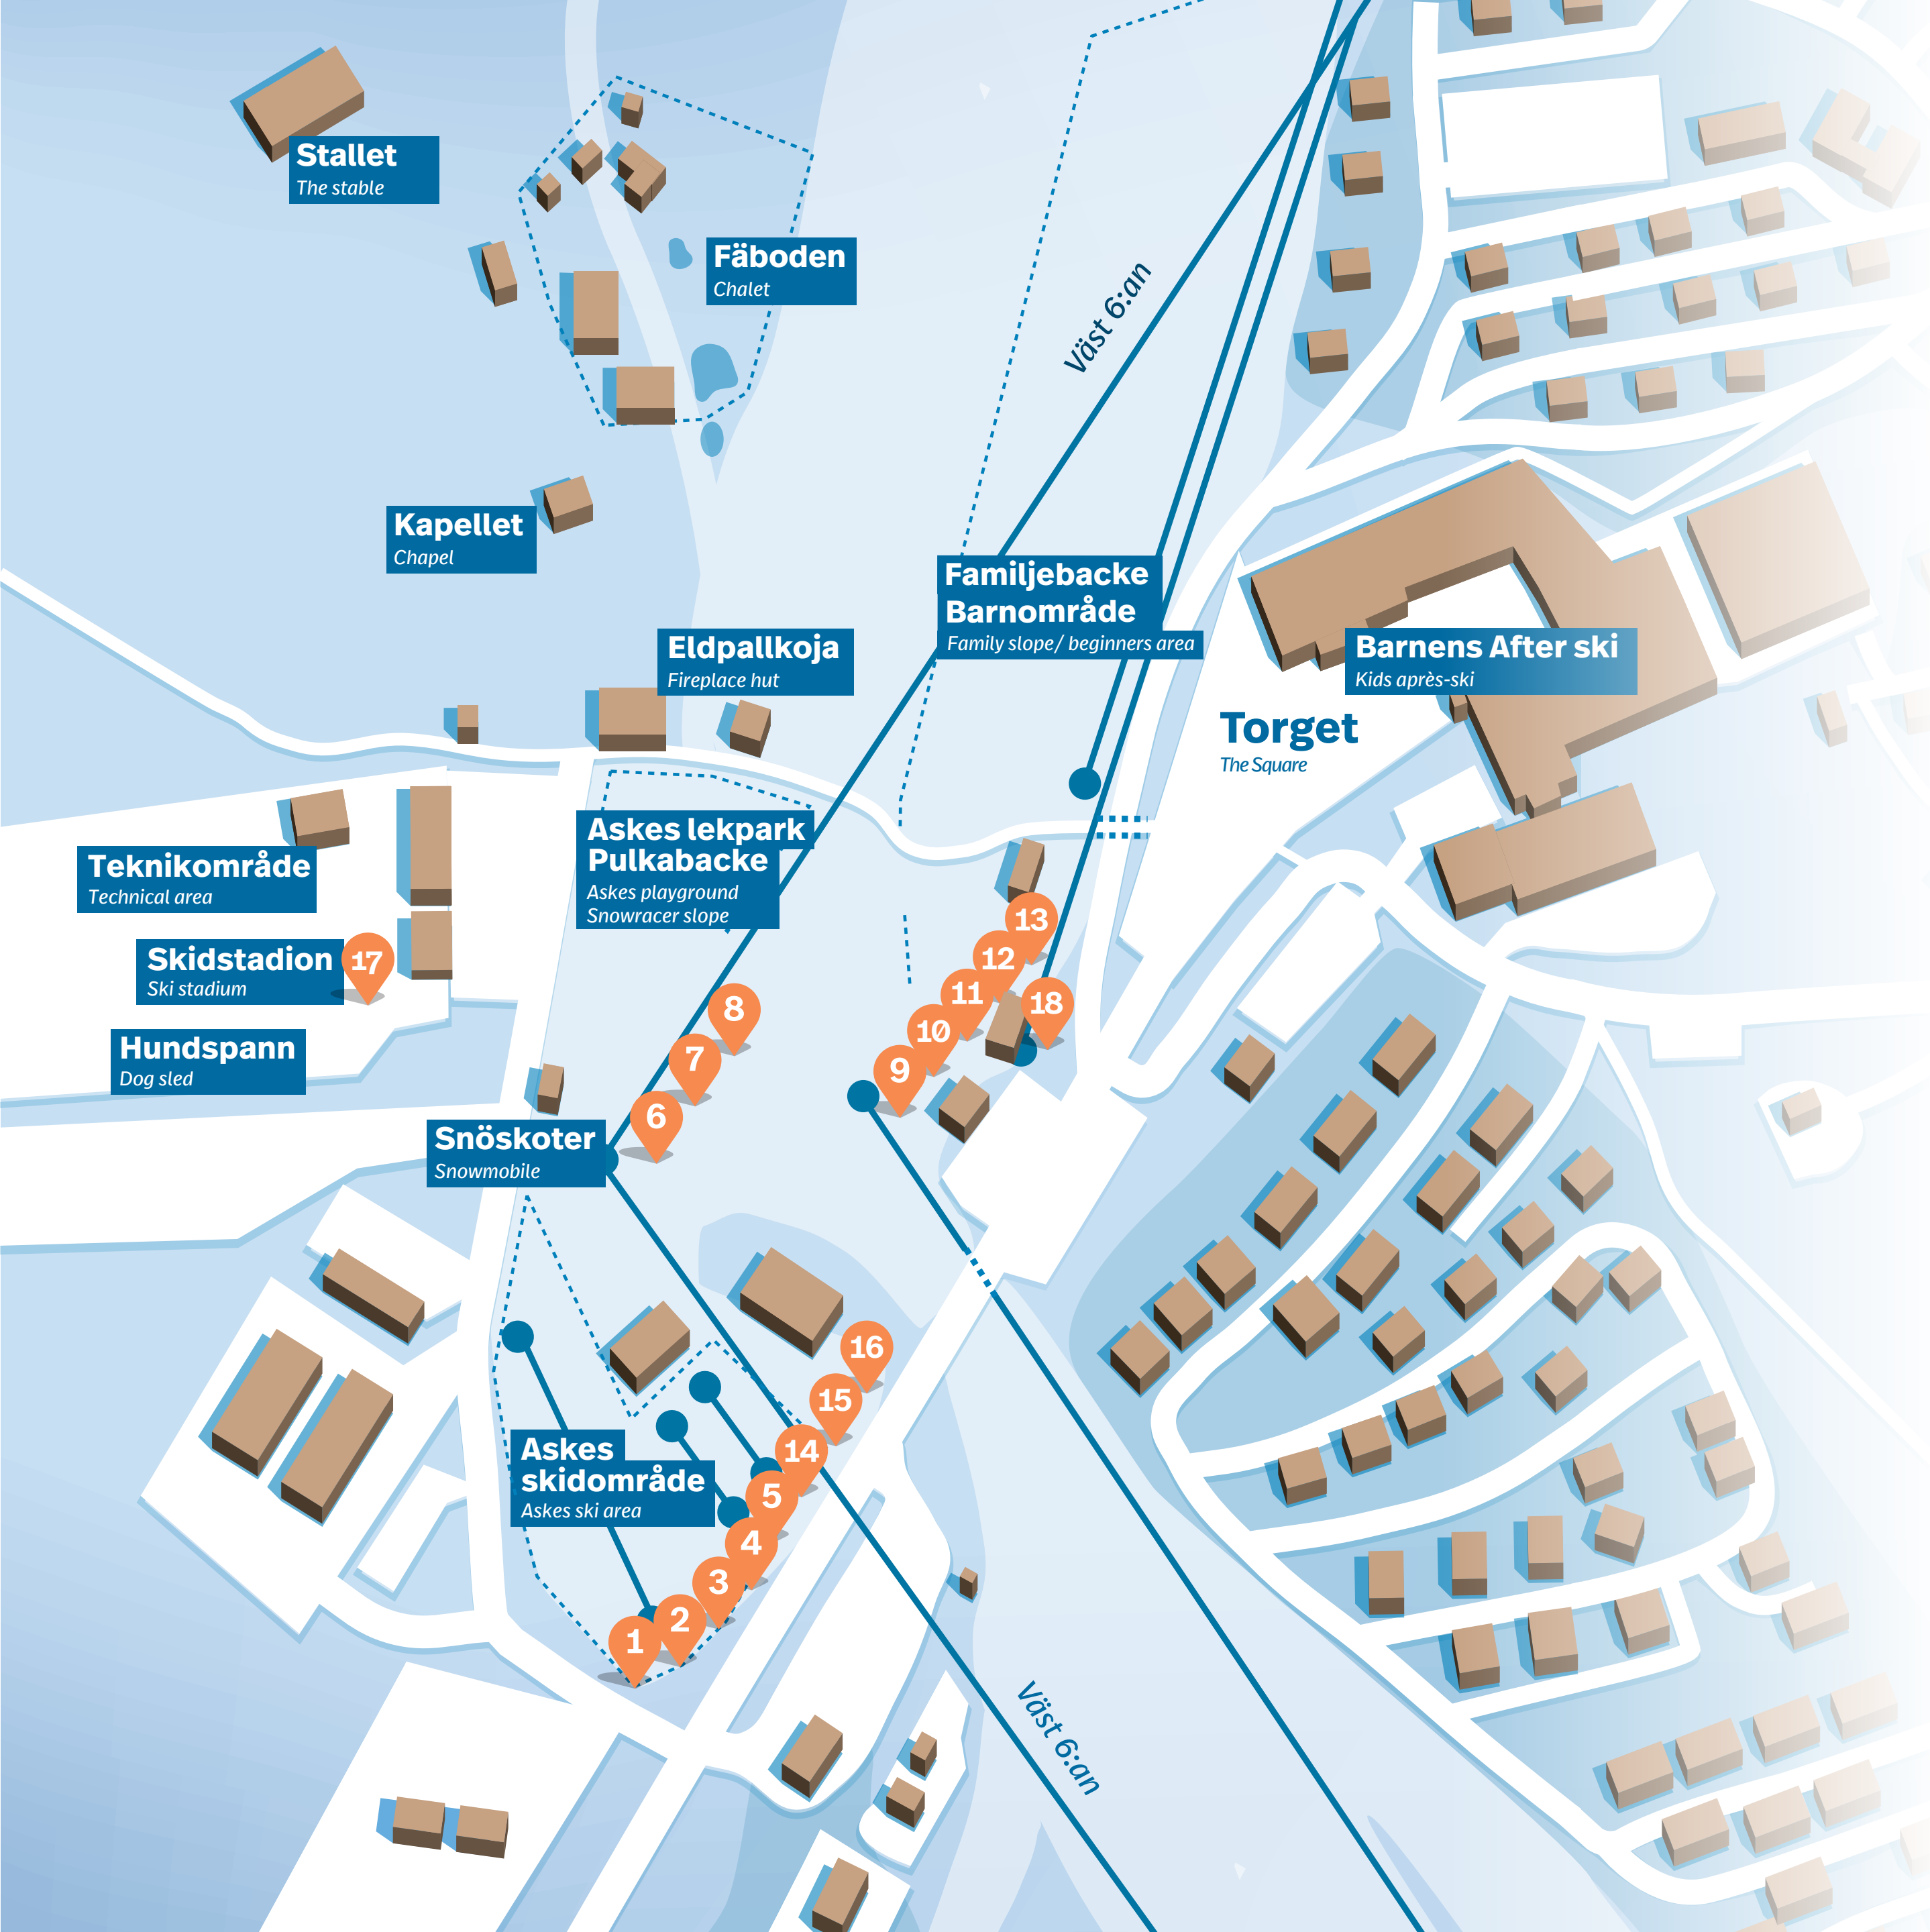 Stallet
The stable
Fäboden
Chalet
Väst 6:an
Kapellet
Chapel
Familjebacke
Barnområde
Family slope/ beginners area
Eldpallkoja
Fireplace hut
Barnens After ski
Kids après-ski
Torget
The Square
Askes lekpark
Pulkabacke
Askes playground
Snowracer slope
Teknikområde
Technical area
Skidstadion
Ski stadium
17
13
12
11
18
10
9
8
7
6
Hundspann
Dog sled
Snöskoter
Snowmobile
16
15
14
5
4
3
2
1
Askes
skidområde
Askes ski area
Väst 6:an